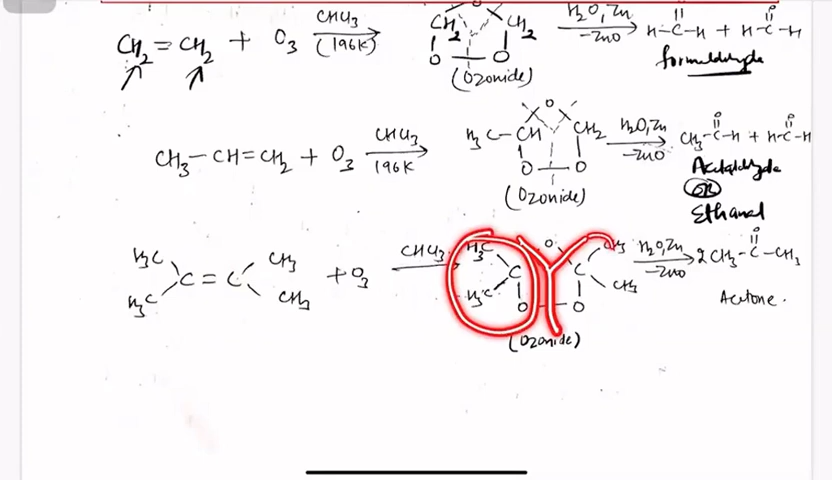 CHCl3
O
CH2 CH2
H2O, Zn
O O
CH2 = CH2 + O3
(196K)
O O
-ZnO
H-C-H + H-C-H
(Ozonide)
formaldehyde
CHCl3
O
H2O, Zn
O O
CH3-CH=CH2 + O3
196K
H3C-CH CH2
-ZnO
CH3-C-H + H-C-H
O O
Acetaldehyde
(Ozonide)
OR
Ethanal
H3C CH3
CHCl3
H3C O CH3
H2O, Zn
O
C = C
+ O3
C C
-ZnO
2CH3-C-CH3
H3C CH3
H3C CH3
O O
Acetone.
(Ozonide)